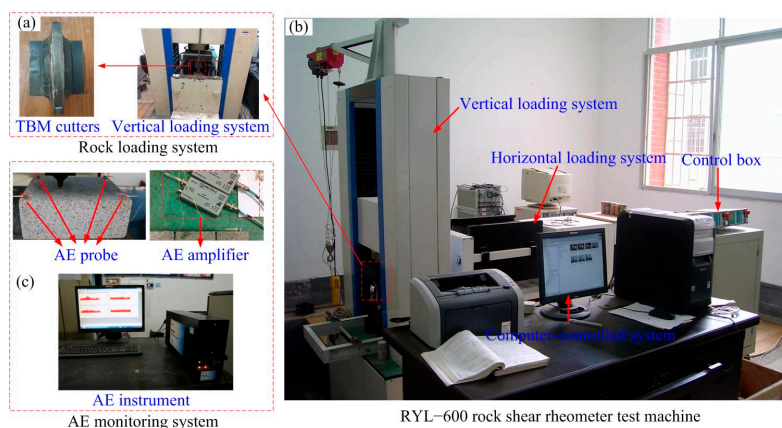 (a)
TBM cutters
Vertical loading system
Rock loading system
AE probe
AE amplifier
(c)
AE instrument
AE monitoring system
(b)
Vertical loading system
Horizontal loading system
Control box
Computer-controlled system
RYL−600 rock shear rheometer test machine